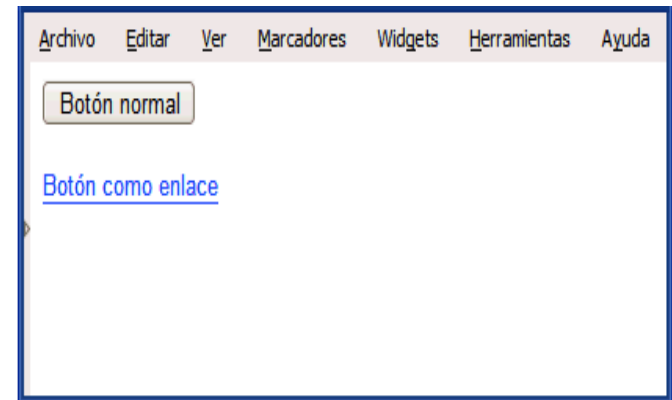 Archivo Editar Ver Marcadores Widgets Herramientas Ayuda
Botón normal
Botón como enlace